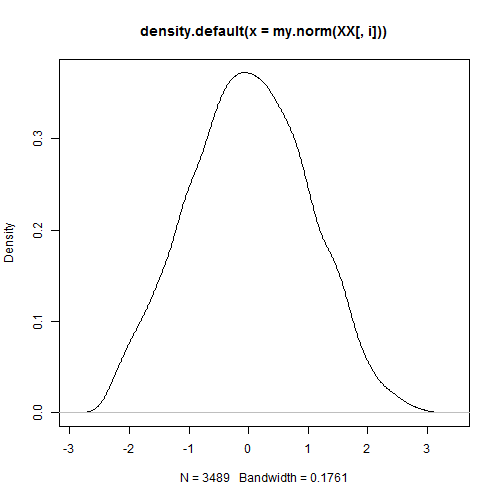 density.default(x = my.norm(XX[, i]))
Density
0.3
0.2
0.1
0.0
-3 -2 -1 0 1 2 3
N = 3489 Bandwidth = 0.1761